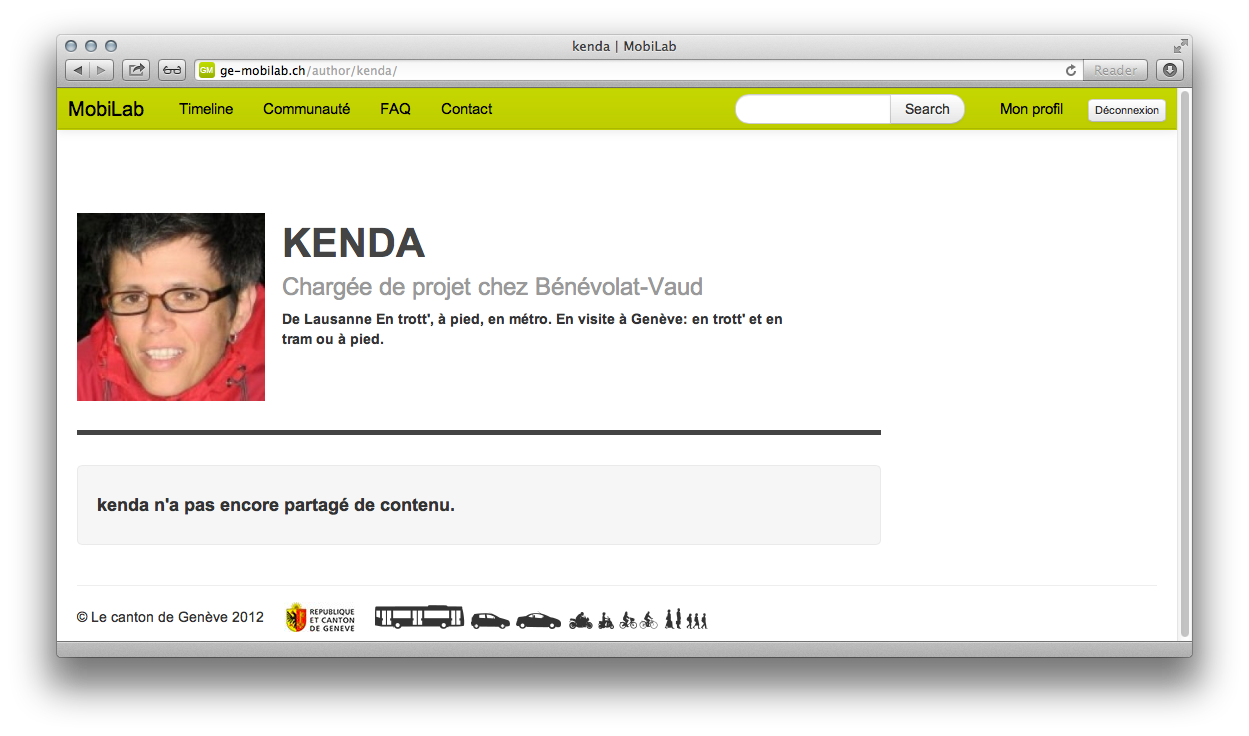 kenda | MobiLab
GM ge-mobilab.ch/author/kenda/ Reader
MobiLab Timeline Communauté FAQ Contact Search Mon profil Déconnexion
KENDA
Chargée de projet chez Bénévolat-Vaud
De Lausanne En trott', à pied, en métro. En visite à Genève: en trott' et en
tram ou à pied.
kenda n'a pas encore partagé de contenu.
© Le canton de Genève 2012
REPUBLIQUE
ET CANTON
DE GENEVE